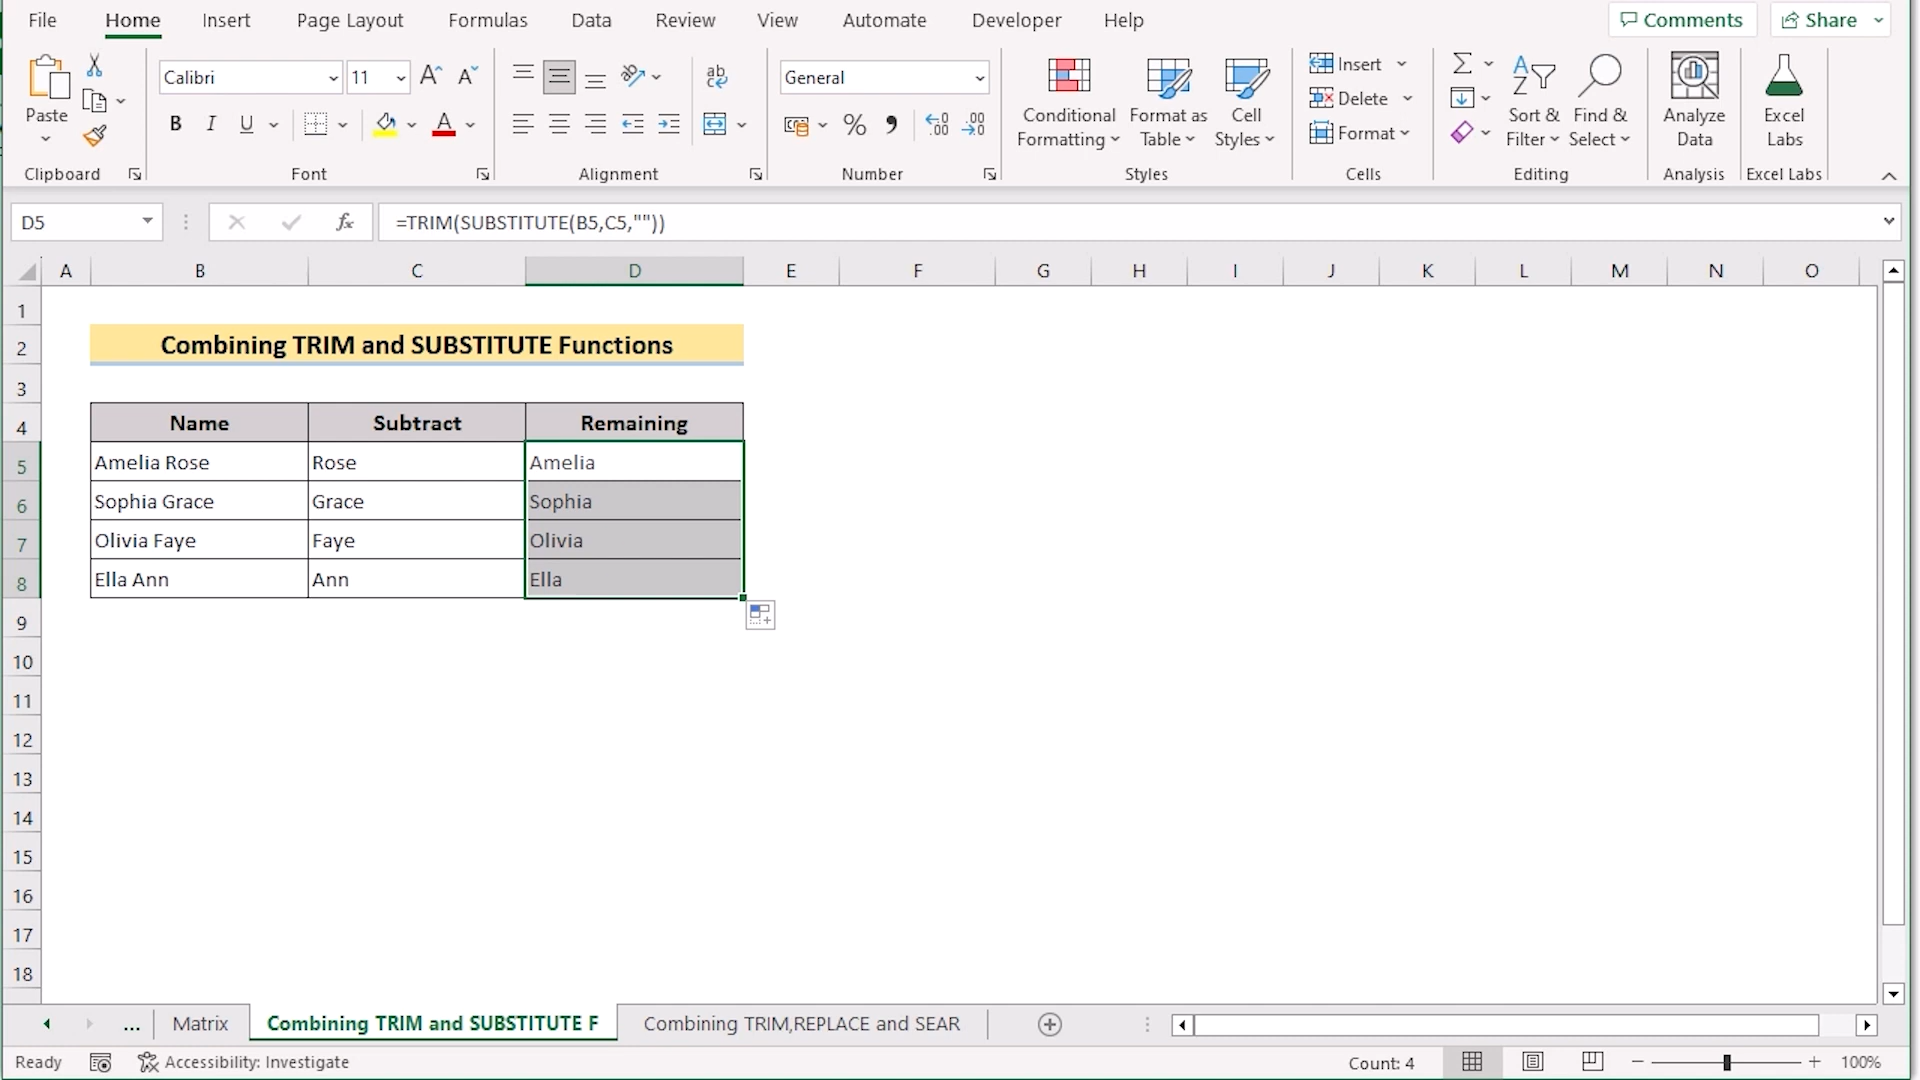 File Home Insert Page Layout Formulas Data Review View Automate Developer Help Comments Share
Calibri 11 General Insert
Paste Conditional Format as Cell Delete Sort & Find & Analyze Excel
B I U A % Formatting Table Styles Format Filter Select Data Labs
Clipboard Font Alignment Number Styles Cells Editing Analysis Excel Labs
D5 fx =TRIM(SUBSTITUTE(B5,C5,""))
A B C D E F G H I J K L M N O
1
2 Combining TRIM and SUBSTITUTE Functions
3
4 Name Subtract Remaining
5 Amelia Rose Rose Amelia
6 Sophia Grace Grace Sophia
7 Olivia Faye Faye Olivia
8 Ella Ann Ann Ella
9
10
11
12
13
14
15
16
17
18
... Matrix Combining TRIM and SUBSTITUTE F Combining TRIM,REPLACE and SEAR
Ready Accessibility: Investigate Count: 4 100%